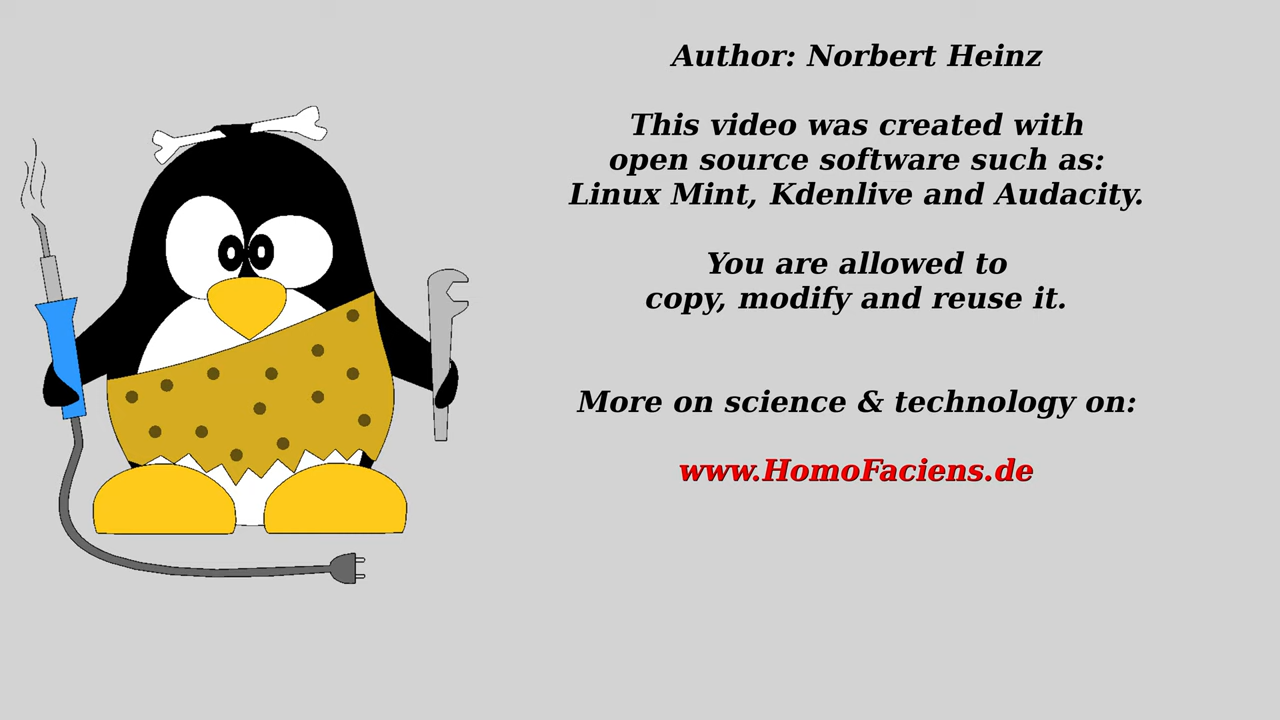 Author: Norbert Heinz
This video was created with
open source software such as:
Linux Mint, Kdenlive and Audacity.
You are allowed to
copy, modify and reuse it.
More on science & technology on:
www.HomoFaciens.de